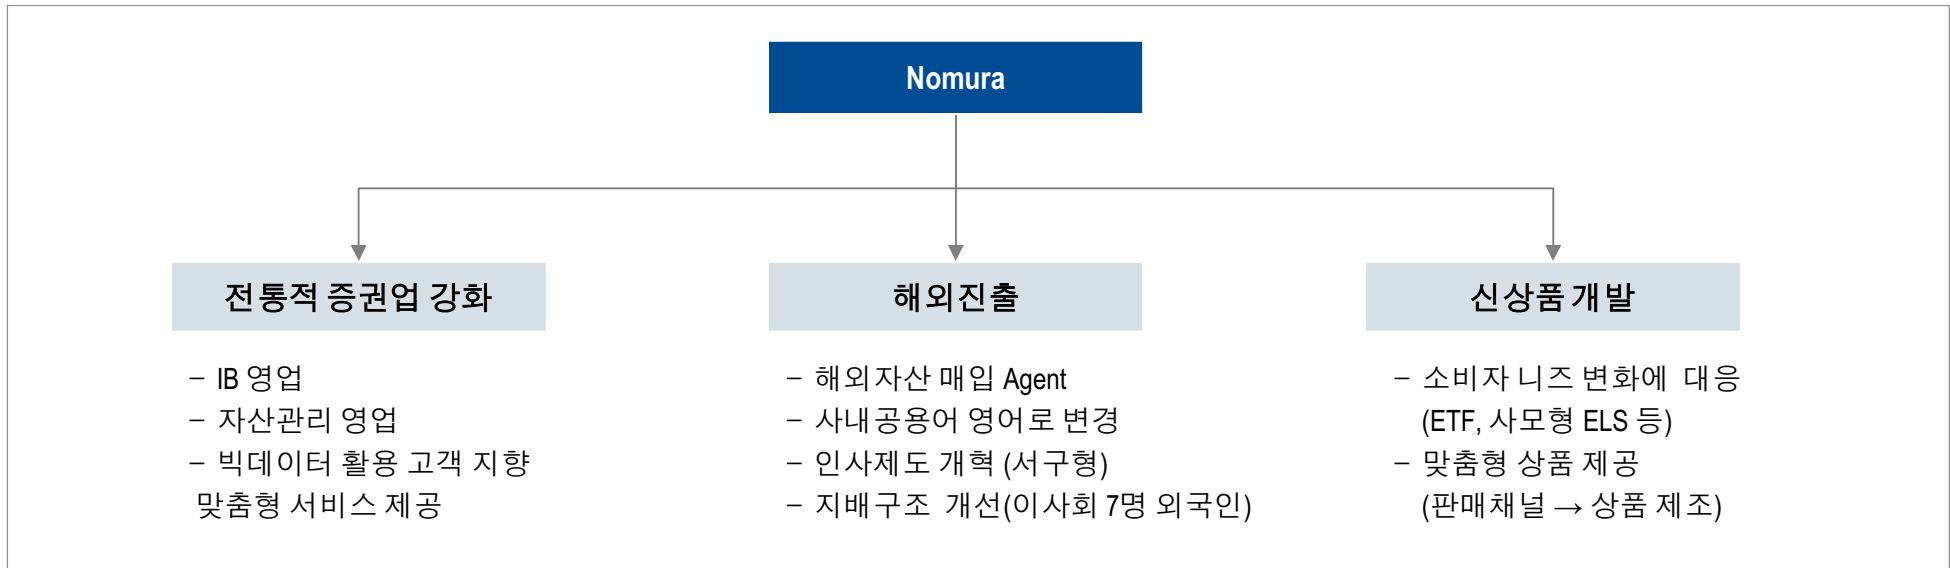 Nomura
전통적 증권업 강화
– IB 영업
– 자산관리 영업
– 빅데이터 활용 고객 지향
맞춤형 서비스 제공
해외진출
– 해외자산 매입 Agent
– 사내공용어 영어로 변경
– 인사제도 개혁 (서구형)
– 지배구조 개선(이사회 7명 외국인)
신상품 개발
– 소비자 니즈 변화에 대응
(ETF, 사모형 ELS 등)
– 맞춤형 상품 제공
(판매채널 → 상품 제조)